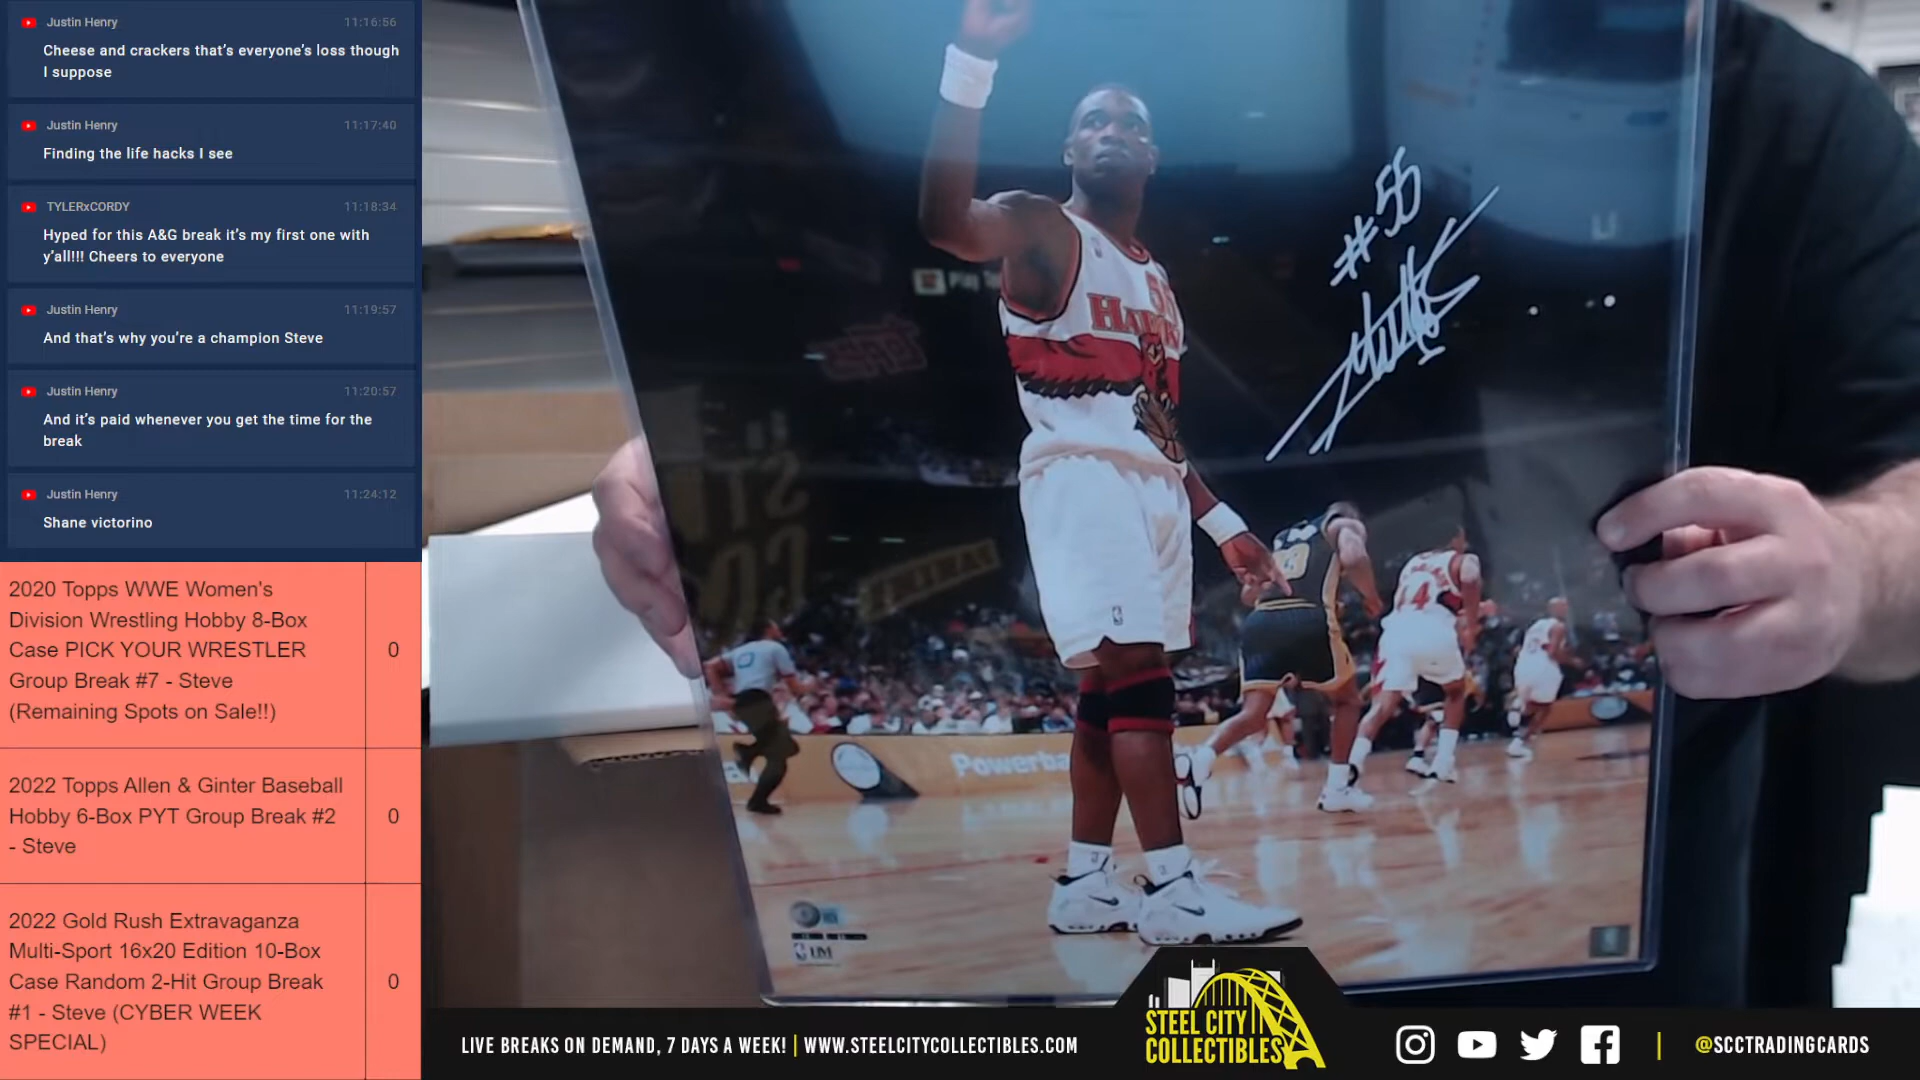 Justin Henry 11:16:56
Cheese and crackers that's everyone's loss though
I suppose
Justin Henry 11:17:40
Finding the life hacks I see
TYLERxCORDY 11:18:34
Hyped for this A&G break it's my first one with
y'all!!! Cheers to everyone
Justin Henry 11:19:57
And that's why you're a champion Steve
Justin Henry 11:20:57
And it's paid whenever you get the time for the
break
Justin Henry 11:24:12
Shane victorino
2020 Topps WWE Women's
Division Wrestling Hobby 8-Box
Case PICK YOUR WRESTLER 0
Group Break #7 - Steve
(Remaining Spots on Sale!!)
2022 Topps Allen & Ginter Baseball
Hobby 6-Box PYT Group Break #2 0
- Steve
2022 Gold Rush Extravaganza
Multi-Sport 16x20 Edition 10-Box
Case Random 2-Hit Group Break 0
#1 - Steve (CYBER WEEK
SPECIAL)
#55
55
44
Powerba
STEEL CITY
COLLECTIBLES
LIVE BREAKS ON DEMAND, 7 DAYS A WEEK! | WWW.STEELCITYCOLLECTIBLES.COM
| @SCCTRADINGCARDS